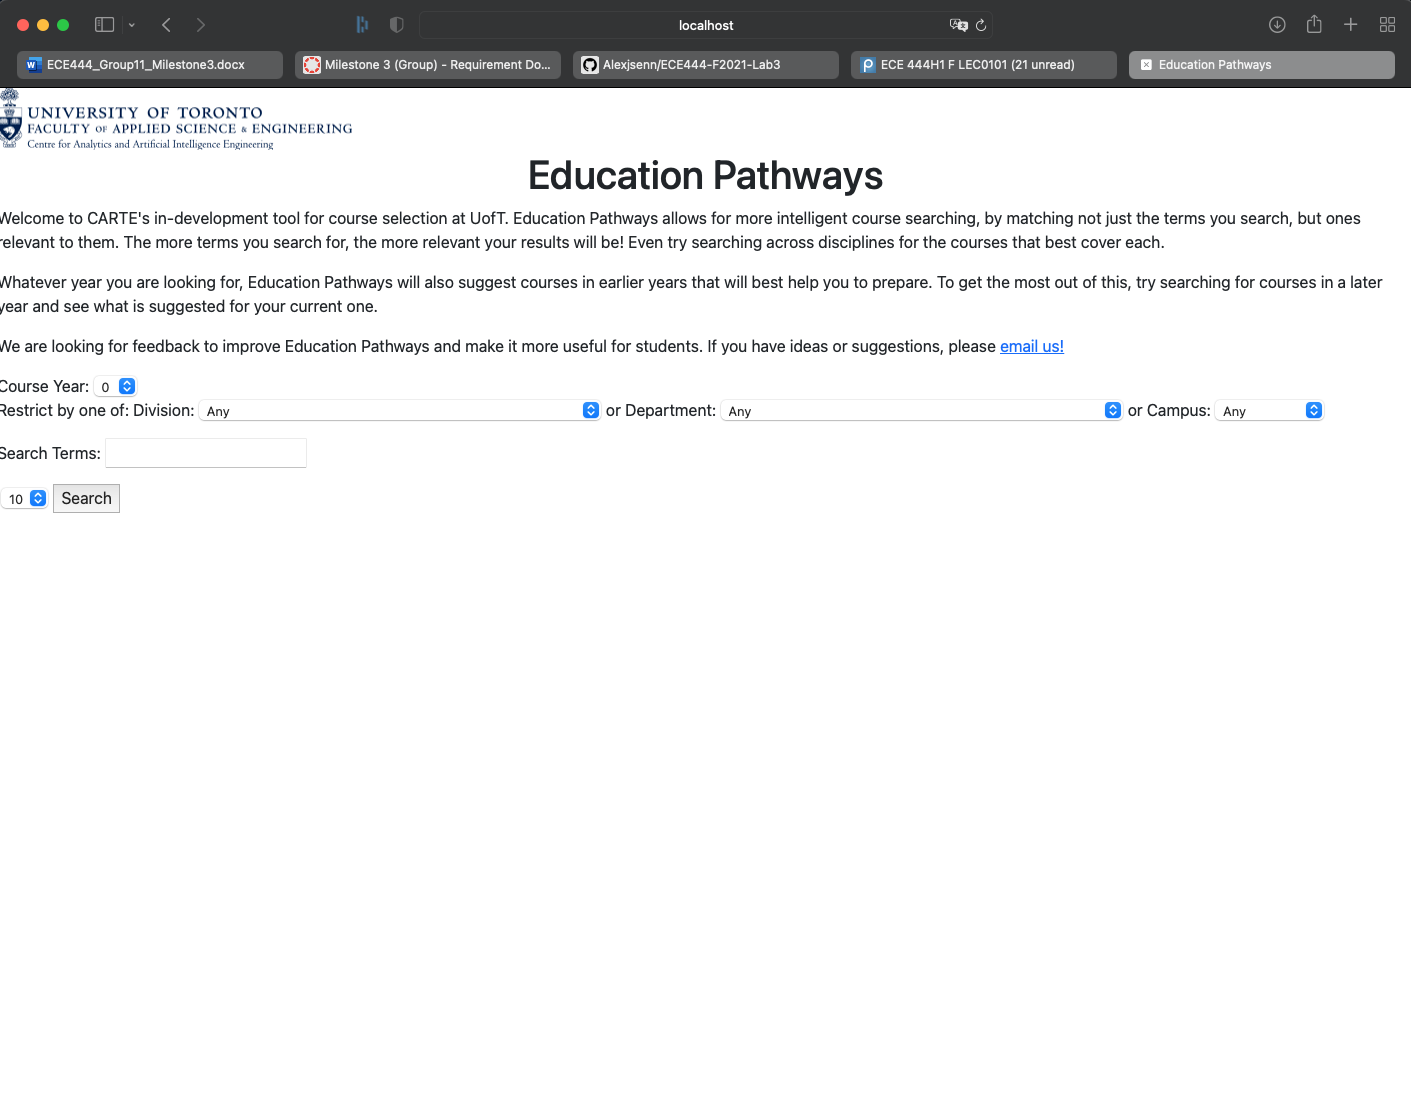 localhost
ECE444_Group11_Milestone3.docx
Milestone 3 (Group) - Requirement Do...
Alexjsenn/ECE444-F2021-Lab3
ECE 444H1 F LEC0101 (21 unread)
Education Pathways
UNIVERSITY OF TORONTO
FACULTY OF APPLIED SCIENCE & ENGINEERING
Centre for Analytics and Artificial Intelligence Engineering
Education Pathways
Welcome to CARTE's in-development tool for course selection at UofT. Education Pathways allows for more intelligent course searching, by matching not just the terms you search, but ones
relevant to them. The more terms you search for, the more relevant your results will be! Even try searching across disciplines for the courses that best cover each.
Whatever year you are looking for, Education Pathways will also suggest courses in earlier years that will best help you to prepare. To get the most out of this, try searching for courses in a later
year and see what is suggested for your current one.
We are looking for feedback to improve Education Pathways and make it more useful for students. If you have ideas or suggestions, please email us!
Course Year: 0
Restrict by one of: Division: Any or Department: Any or Campus: Any
Search Terms:
10 Search